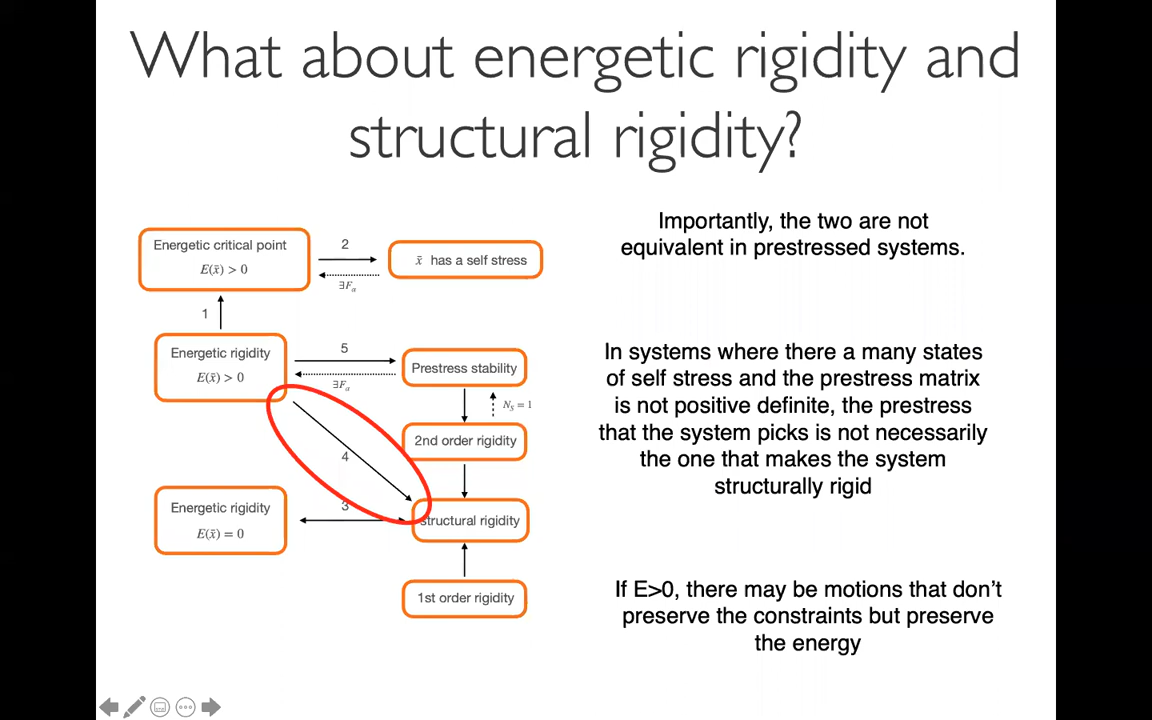 What about energetic rigidity and
structural rigidity?
Energetic critical point
E(x̄) > 0
2
∃Fα
x̄ has a self stress
1
Energetic rigidity
E(x̄) > 0
5
∃Fα
Prestress stability
NS = 1
4
2nd order rigidity
Energetic rigidity
E(x̄) = 0
3
structural rigidity
1st order rigidity
Importantly, the two are not
equivalent in prestressed systems.
In systems where there a many states
of self stress and the prestress matrix
is not positive definite, the prestress
that the system picks is not necessarily
the one that makes the system
structurally rigid
If E>0, there may be motions that don’t
preserve the constraints but preserve
the energy